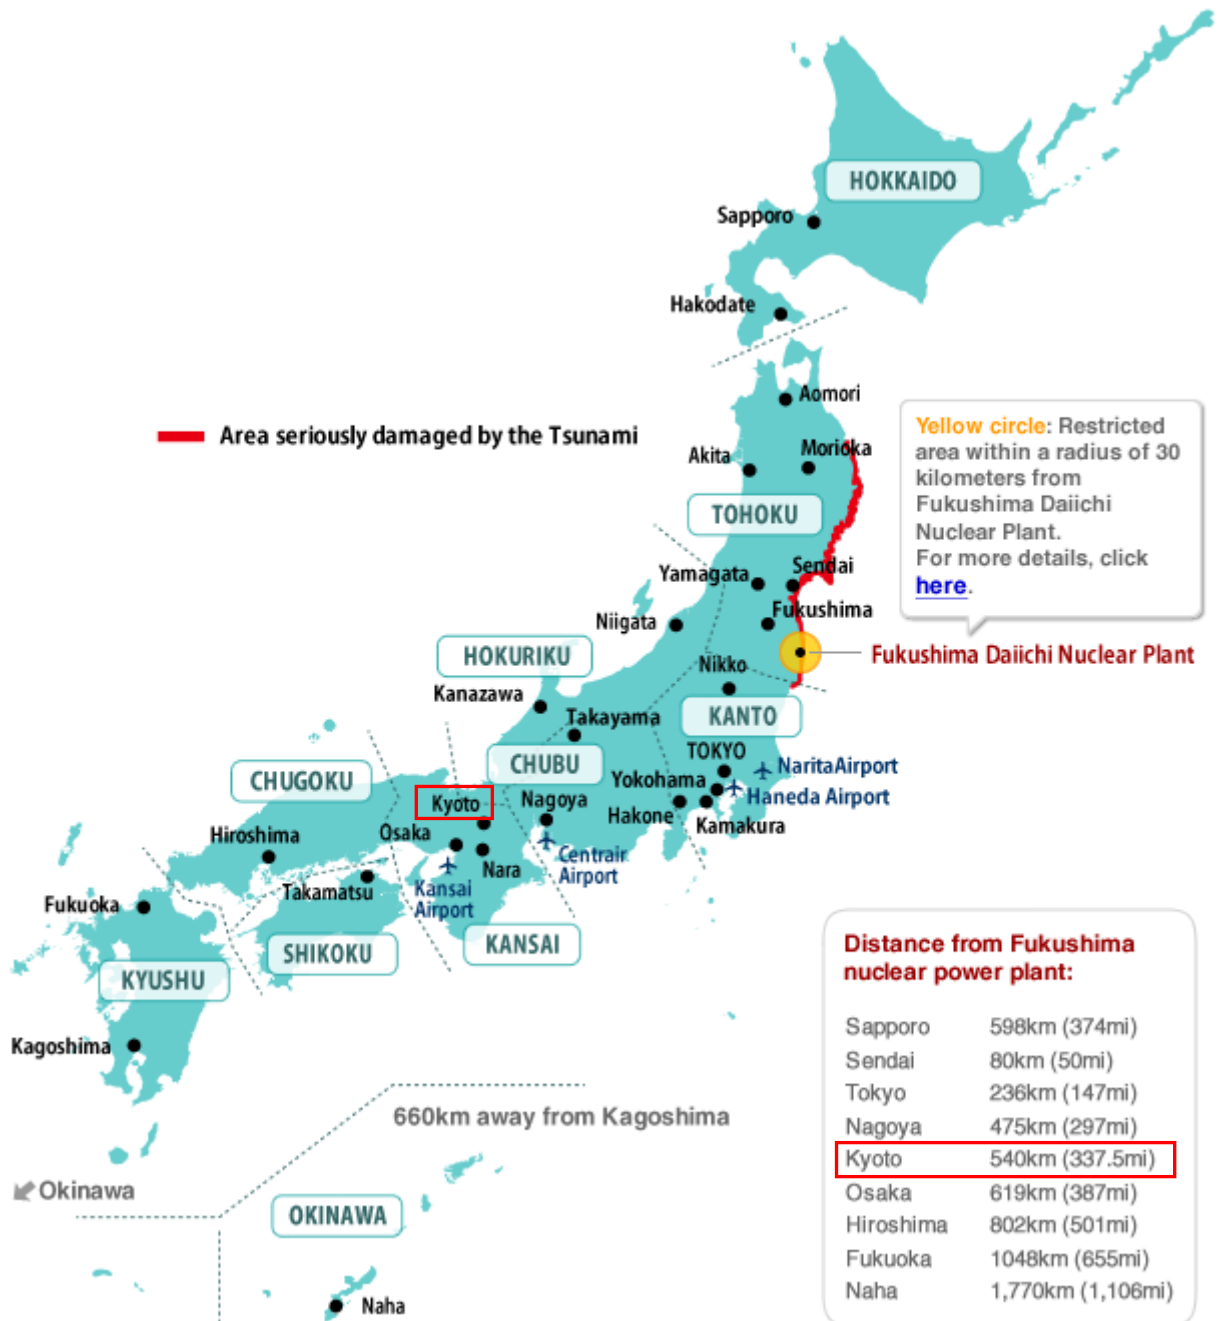 HOKKAIDO
Sapporo
Hakodate
Aomori
Area seriously damaged by the Tsunami
Akita
Morioka
Yellow circle: Restricted
area within a radius of 30
kilometers from
Fukushima Daiichi
Nuclear Plant.
For more details, click
here.
TOHOKU
Yamagata
Sendai
Fukushima
Niigata
HOKURIKU
Fukushima Daiichi Nuclear Plant
Nikko
Kanazawa
Takayama
KANTO
CHUBU
TOKYO
NaritaAirport
CHUGOKU
Yokohama
Haneda Airport
Kyoto
Nagoya
Hakone
Kamakura
Hiroshima
Osaka
Centrair
Airport
Nara
Takamatsu
Kansai
Airport
Fukuoka
SHIKOKU
KANSAI
KYUSHU
Kagoshima
660km away from Kagoshima
Okinawa
OKINAWA
Naha
Distance from Fukushima
nuclear power plant:
Sapporo 598km (374mi)
Sendai 80km (50mi)
Tokyo 236km (147mi)
Nagoya 475km (297mi)
Kyoto 540km (337.5mi)
Osaka 619km (387mi)
Hiroshima 802km (501mi)
Fukuoka 1048km (655mi)
Naha 1,770km (1,106mi)